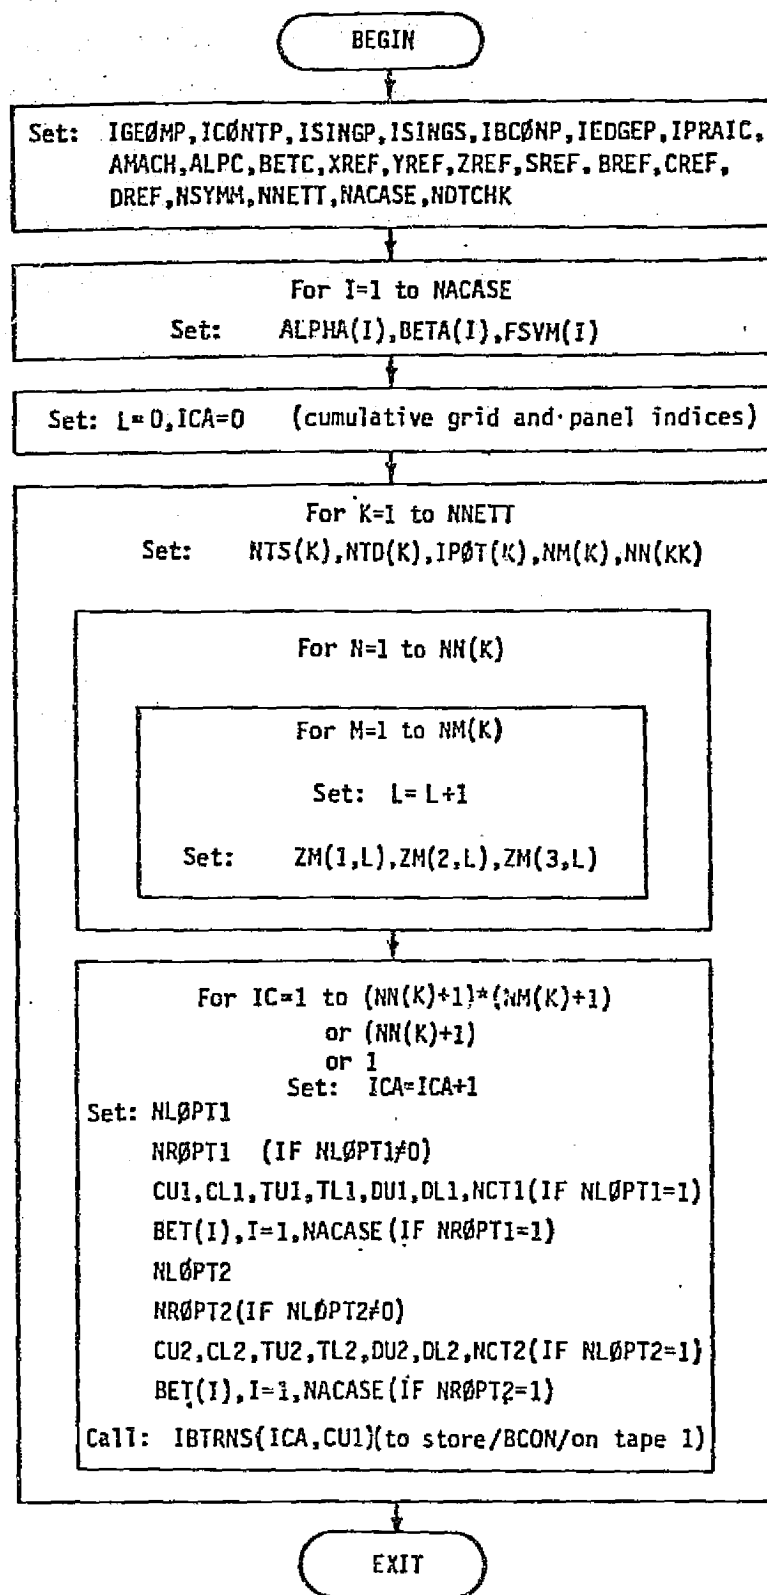 BEGIN
Set: IGEØMP,ICØNTP,ISINGP,ISINGS,IBCØNP,IEDGEP,IPRAIC,
AMACH,ALPC,BETC,XREF,YREF,ZREF,SREF.BREF,CREF,
DREF,NSYMM,NNETT,NACASE,NDTCHK
For I=1 to NACASE
Set: ALPHA(I),BETA(I),FSVM(I)
Set: L=0,ICA=0 (cumulative grid and panel indices)
For K=1 to NNETT
Set: NTS(K),NTD(K),IPØT(K),NM(K),NN(KK)
For N=1 to NN(K)
For M=1 to NM(K)
Set: L= L+1
Set: ZM(1,L),ZM(2,L),ZM(3,L)
For IC=1 to (NN(K)+1)*(NM(K)+1)
or (NN(K)+1)
or 1
Set: ICA=ICA+1
Set: NLØPT1
NRØPT1 (IF NLØPT1≠0)
CU1,CL1,TU1,TL1,DU1,DL1,NCT1(IF NLØPT1=1)
BET(I),I=1,NACASE(IF NRØPT1=1)
NLØPT2
NRØPT2(IF NLØPT2≠0)
CU2,CL2,TU2,TL2,DU2,DL2,NCT2(IF NLØPT2=1)
BET(I),I=1,NACASE(IF NRØPT2=1)
Call: IBTRNS(ICA,CU1)(to store/BCON/on tape 1)
EXIT